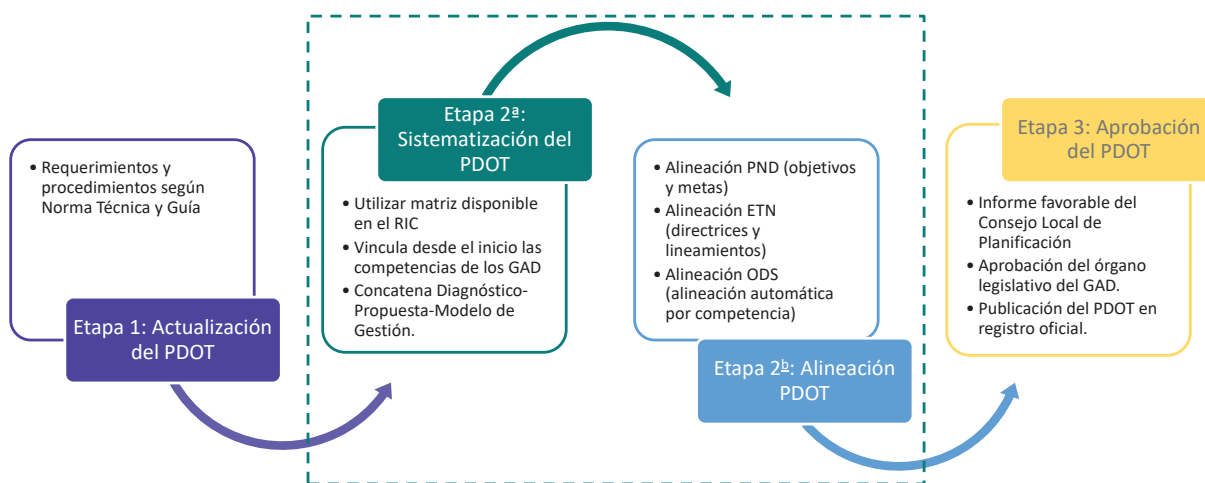 • Requerimientos y
procedimientos según
Norma Técnica y Guía
Etapa 1: Actualización
del PDOT
Etapa 2ª:
Sistematización del
PDOT
• Utilizar matriz disponible
en el RIC
• Vincula desde el inicio las
competencias de los GAD
• Concatena Diagnóstico-
Propuesta-Modelo de
Gestión.
• Alineación PND (objetivos
y metas)
• Alineación ETN
(directrices y
lineamientos)
• Alineación ODS
(alineación automática
por competencia)
Etapa 2b: Alineación
PDOT
Etapa 3: Aprobación
del PDOT
• Informe favorable del
Consejo Local de
Planificación
• Aprobación del órgano
legislativo del GAD.
• Publicación del PDOT en
registro oficial.